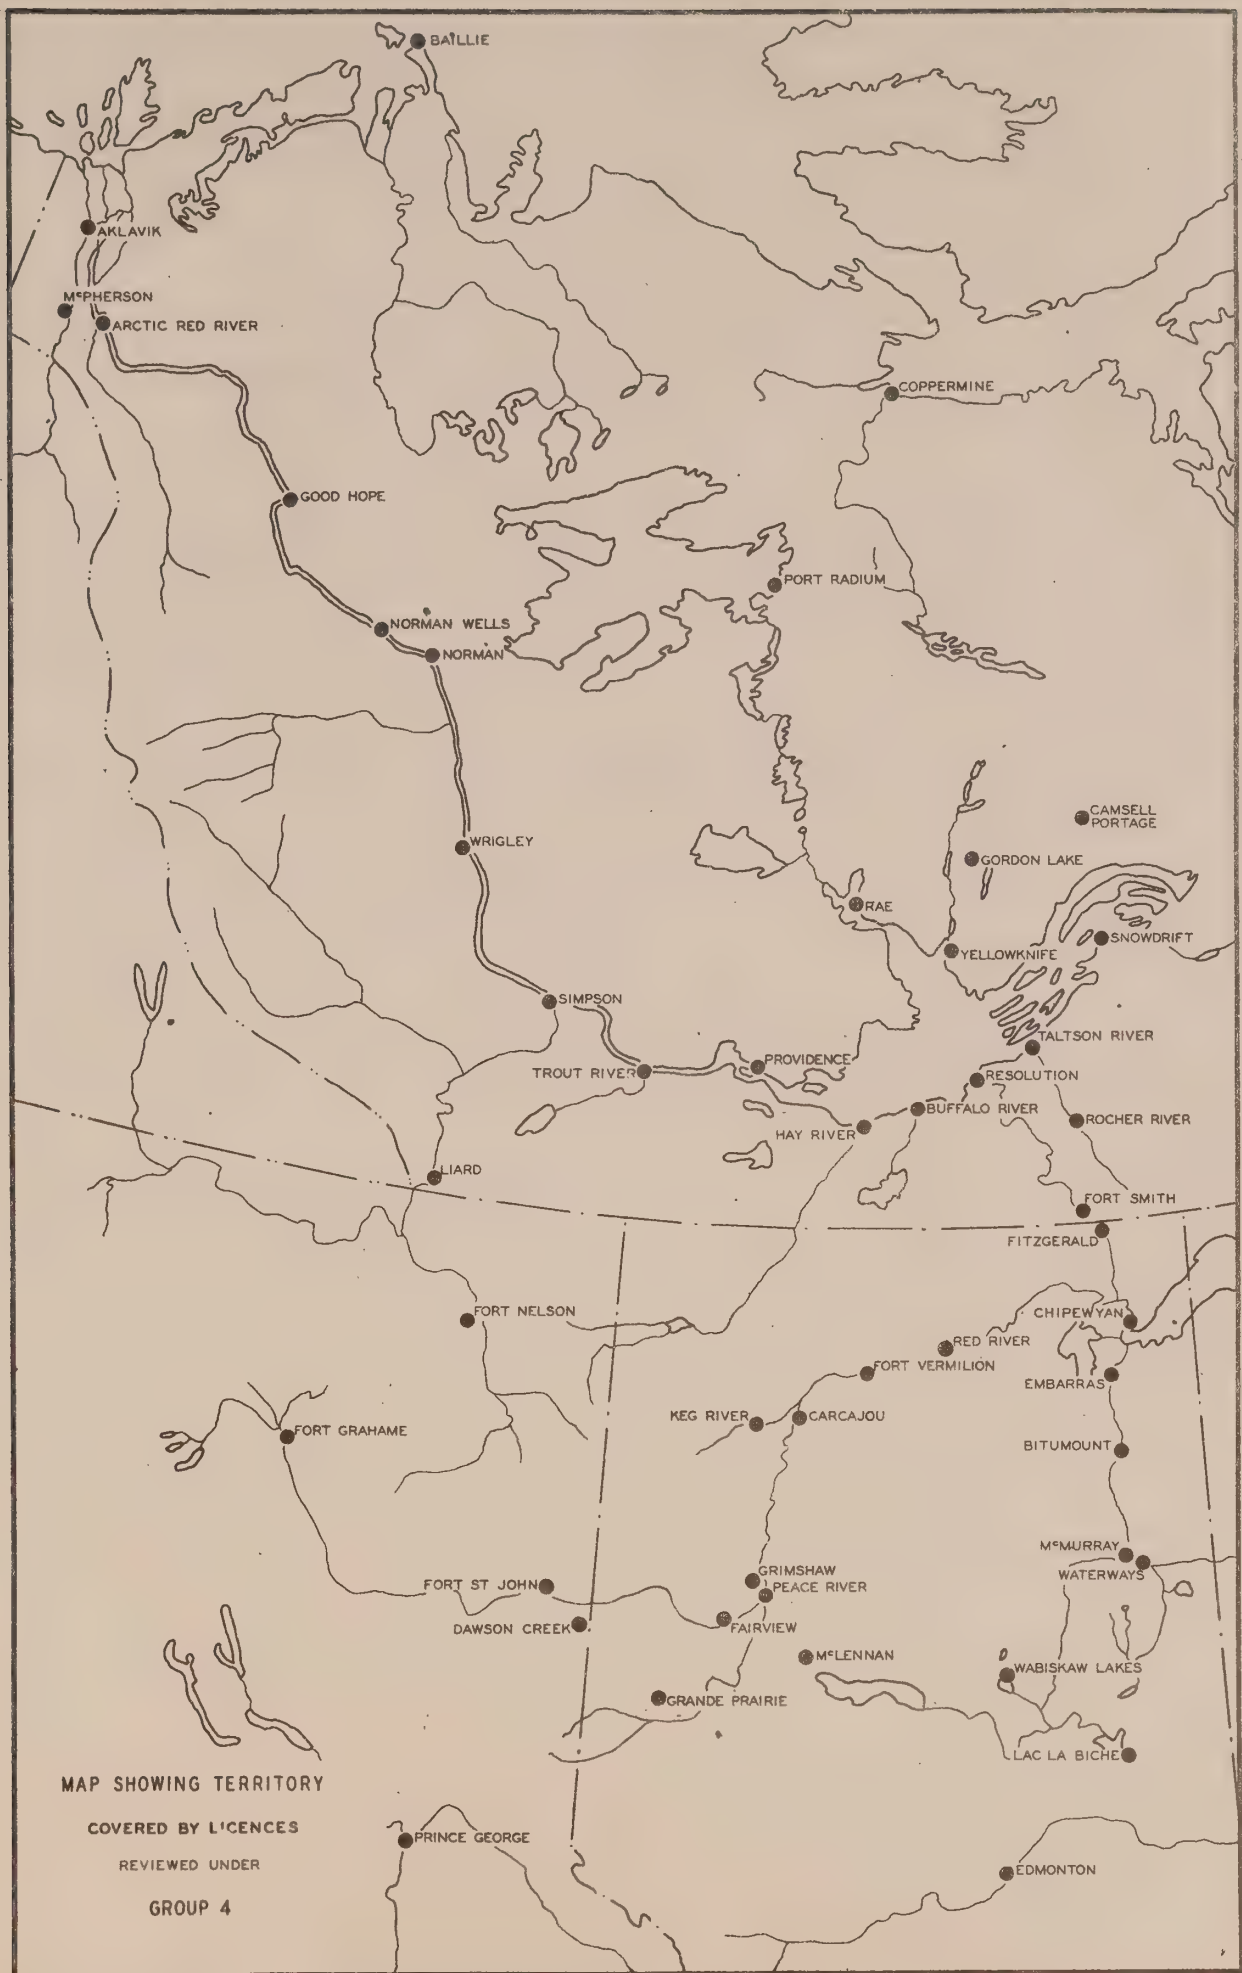 BAILLIE
AKLAVIK
McPHERSON
ARCTIC RED RIVER
COPPERMINE
GOOD HOPE
PORT RADIUM
NORMAN WELLS
NORMAN
CAMSELL
PORTAGE
WRIGLEY
GORDON LAKE
RAE
SNOWDRIFT
YELLOWKNIFE
SIMPSON
TALTSON RIVER
PROVIDENCE
TROUT RIVER
RESOLUTION
BUFFALO RIVER
ROCHER RIVER
HAY RIVER
LIARD
FORT SMITH
FITZGERALD
FORT NELSON
CHIPEWYAN
RED RIVER
FORT VERMILION
EMBARRAS
KEG RIVER
CARCAJOU
FORT GRAHAME
BITUMOUNT
McMURRAY
WATERWAYS
GRIMSHAW
FORT ST JOHN
PEACE RIVER
DAWSON CREEK
FAIRVIEW
McLENNAN
WABISKAW LAKES
GRANDE PRAIRIE
LAC LA BICHE
MAP SHOWING TERRITORY
COVERED BY LICENCES
REVIEWED UNDER
GROUP 4
PRINCE GEORGE
EDMONTON